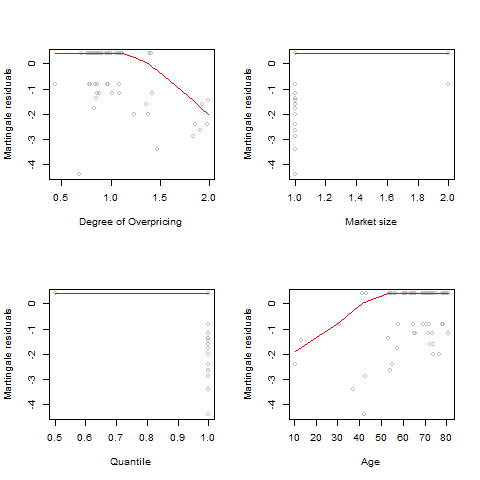 Martingale residuals
0
-1
-2
-3
-4
0.5 1.0 1.5 2.0
Degree of Overpricing
Martingale residuals
0
-1
-2
-3
-4
1.0 1.2 1.4 1.6 1.8 2.0
Market size
Martingale residuals
0
-1
-2
-3
-4
0.5 0.6 0.7 0.8 0.9 1.0
Quantile
Martingale residuals
0
-1
-2
-3
-4
10 20 30 40 50 60 70 80
Age